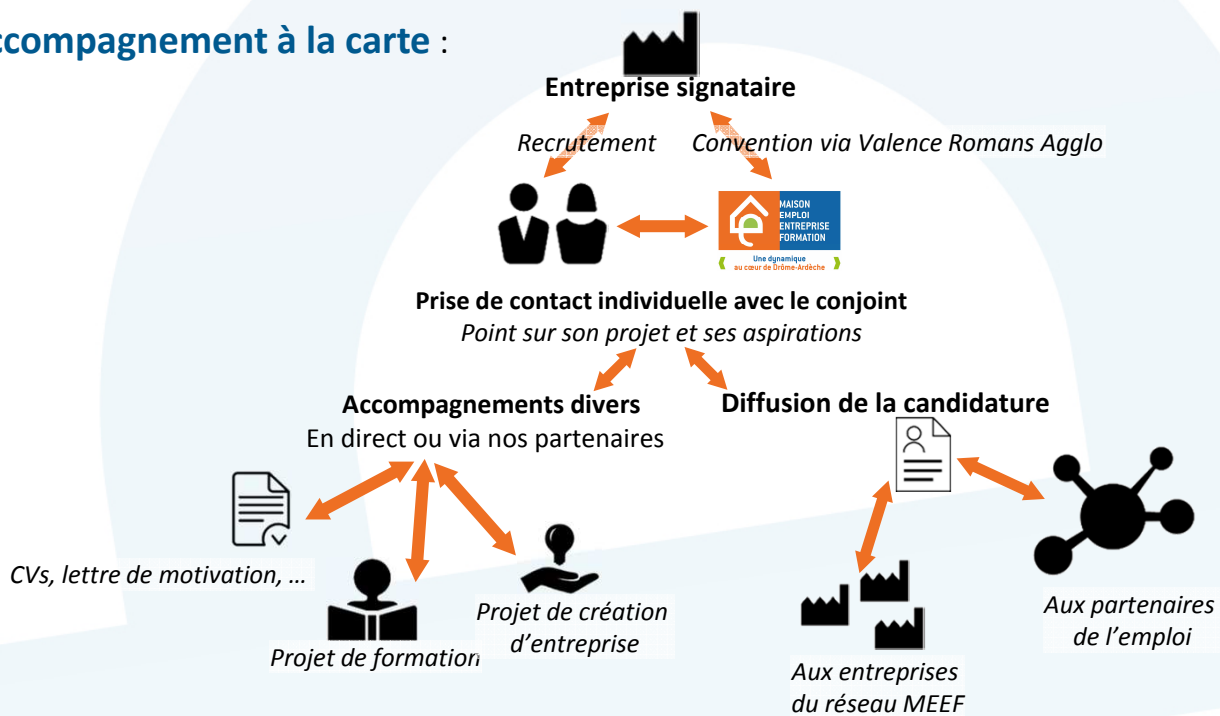 ccompagnement à la carte :
Entreprise signataire
Recrutement
Convention via Valence Romans Agglo
MAISON
EMPLOI
ENTREPRISE
FORMATION
Une dynamique
au cœur de Drôme-Ardèche
Prise de contact individuelle avec le conjoint
Point sur son projet et ses aspirations
Accompagnements divers
En direct ou via nos partenaires
Diffusion de la candidature
CVs, lettre de motivation, …
Projet de formation
Projet de création
d'entreprise
Aux entreprises
du réseau MEEF
Aux partenaires
de l'emploi